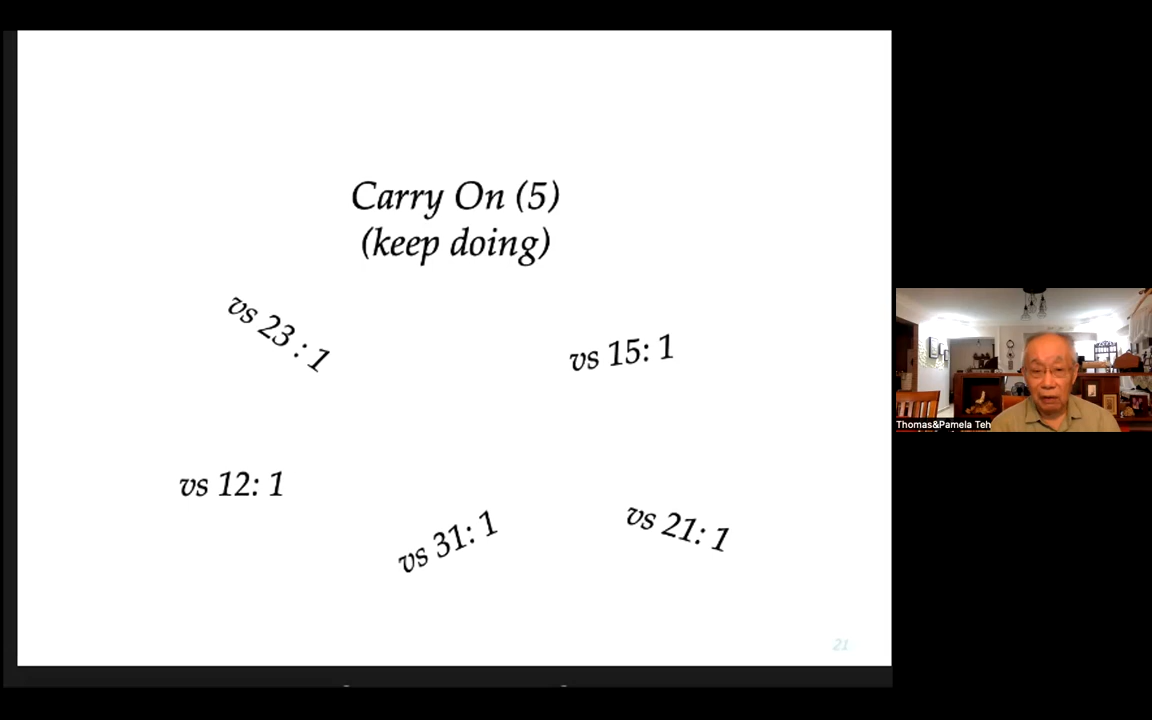 Carry On (5)
(keep doing)
vs 23 : 1
vs 15: 1
vs 12: 1
vs 31: 1
vs 21: 1
21
Thomas&Pamela Teh